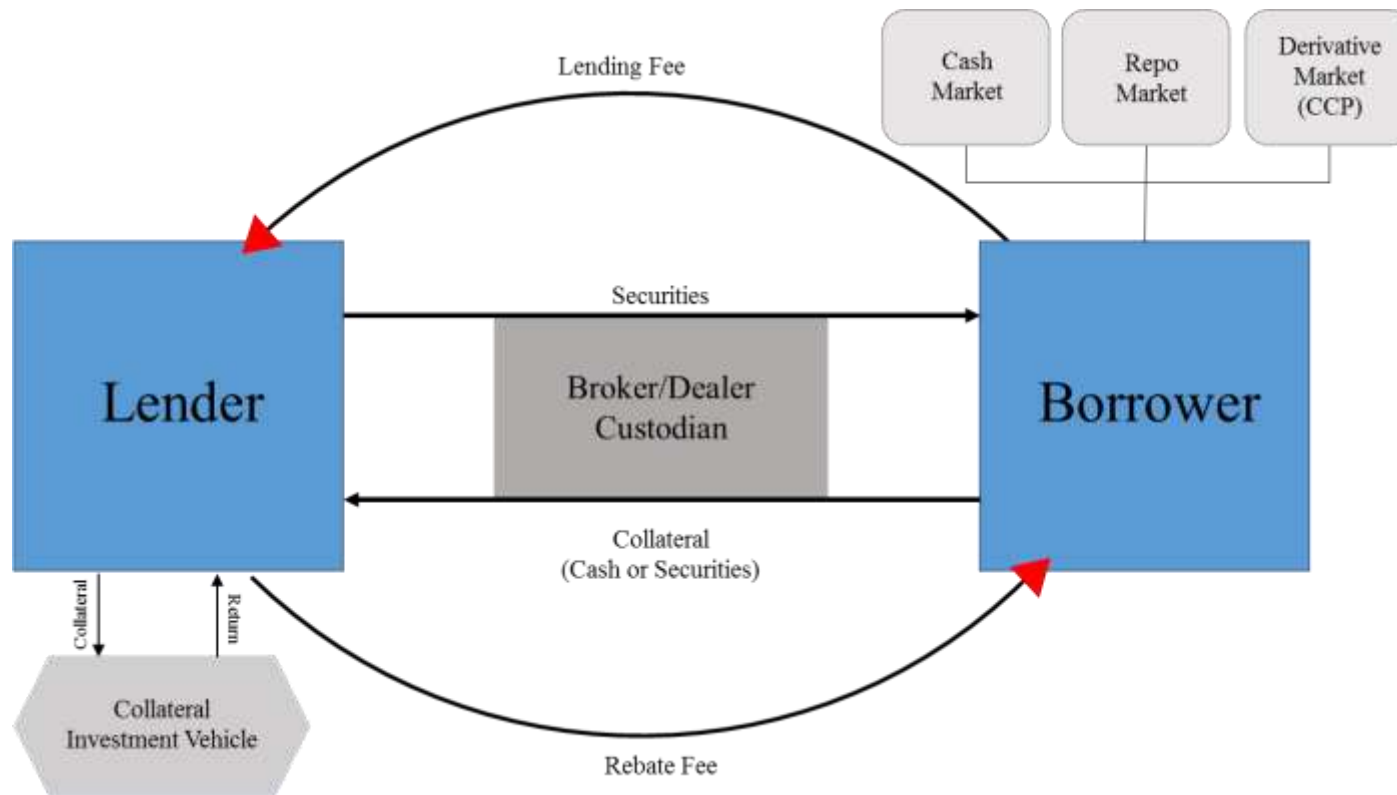 Lending Fee
Cash
Market
Repo
Market
Derivative
Market
(CCP)
Securities
Lender
Broker/Dealer
Custodian
Borrower
Collateral
(Cash or Securities)
Collateral
Return
Collateral
Investment Vehicle
Rebate Fee